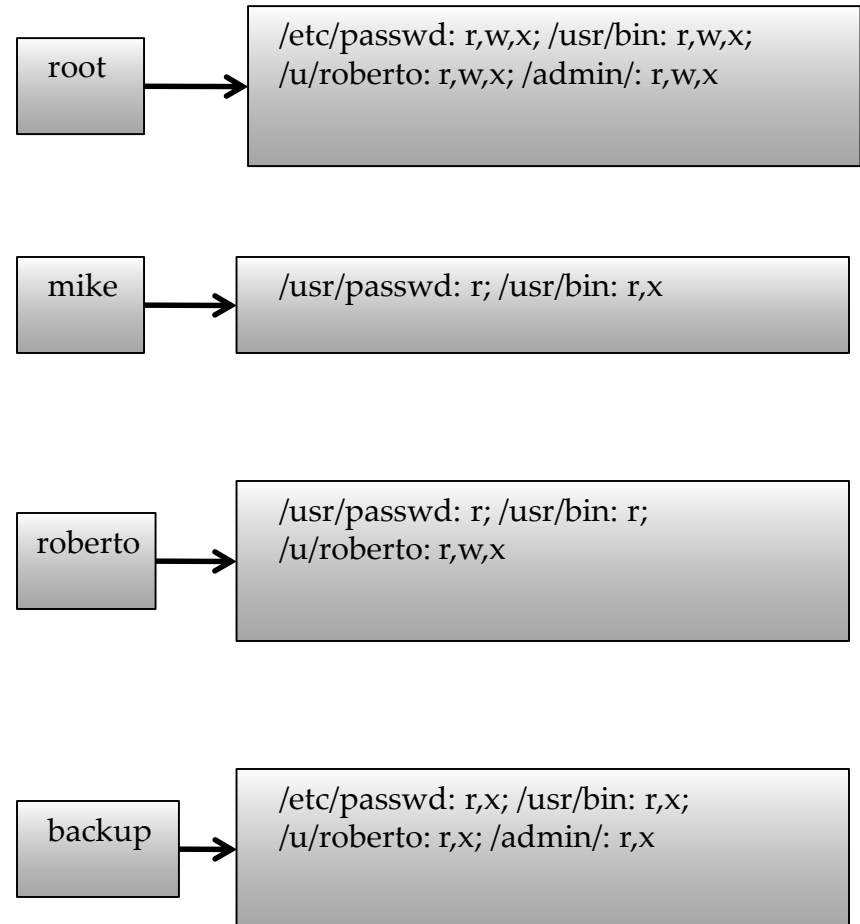 root
/etc/passwd: r,w,x; /usr/bin: r,w,x;
/u/roberto: r,w,x; /admin/: r,w,x
mike
/usr/passwd: r; /usr/bin: r,x
roberto
/usr/passwd: r; /usr/bin: r;
/u/roberto: r,w,x
backup
/etc/passwd: r,x; /usr/bin: r,x;
/u/roberto: r,x; /admin/: r,x